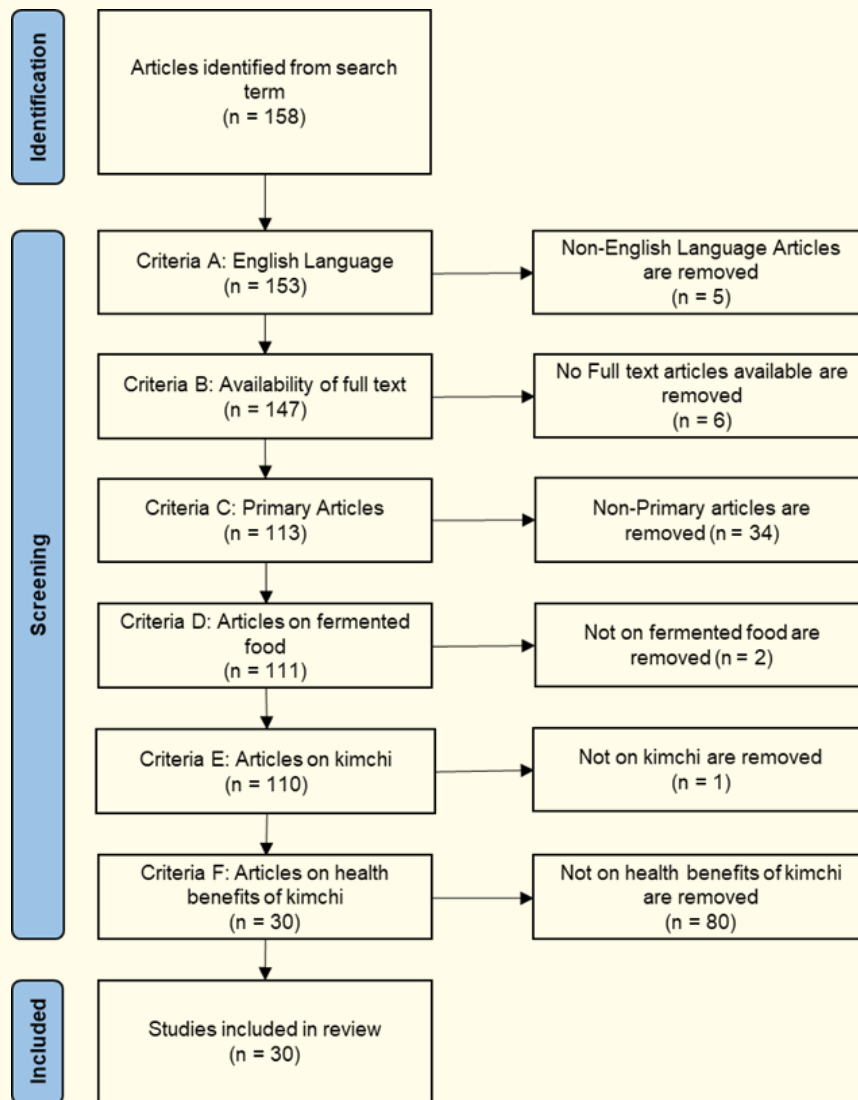 Identification
Articles identified from search
term
(n = 158)
Screening
Criteria A: English Language
(n = 153)
Non-English Language Articles
are removed
(n = 5)
Criteria B: Availability of full text
(n = 147)
No Full text articles available are
removed
(n = 6)
Criteria C: Primary Articles
(n = 113)
Non-Primary articles are
removed (n = 34)
Criteria D: Articles on fermented
food
(n = 111)
Not on fermented food are
removed (n = 2)
Criteria E: Articles on kimchi
(n = 110)
Not on kimchi are removed
(n = 1)
Criteria F: Articles on health
benefits of kimchi
(n = 30)
Not on health benefits of kimchi
are removed
(n = 80)
Included
Studies included in review
(n = 30)